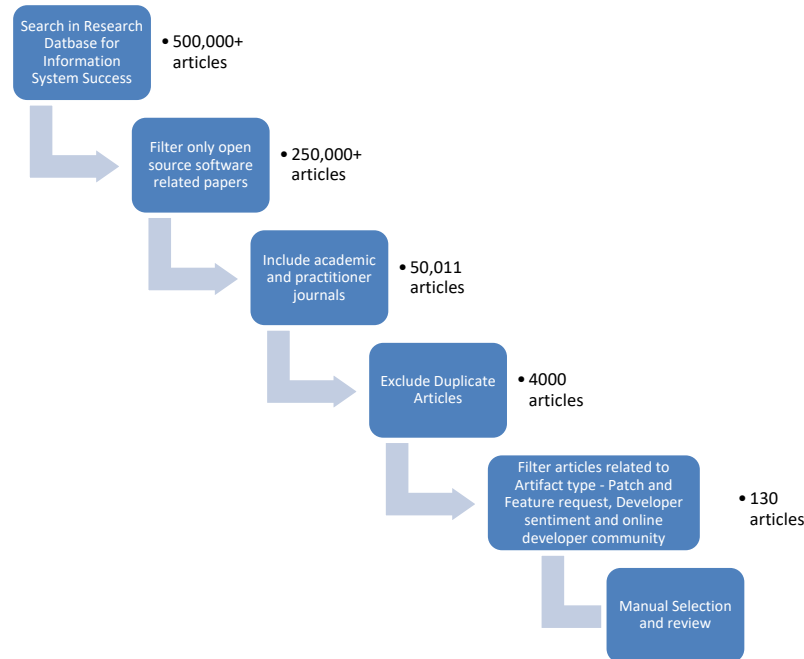 Search in Research
Datbase for
Information
System Success
• 500,000+
articles
Filter only open
source software
related papers
• 250,000+
articles
Include academic
and practitioner
journals
• 50,011
articles
Exclude Duplicate
Articles
• 4000
articles
Filter articles related to
Artifact type - Patch and
Feature request, Developer
sentiment and online
developer community
• 130
articles
Manual Selection
and review